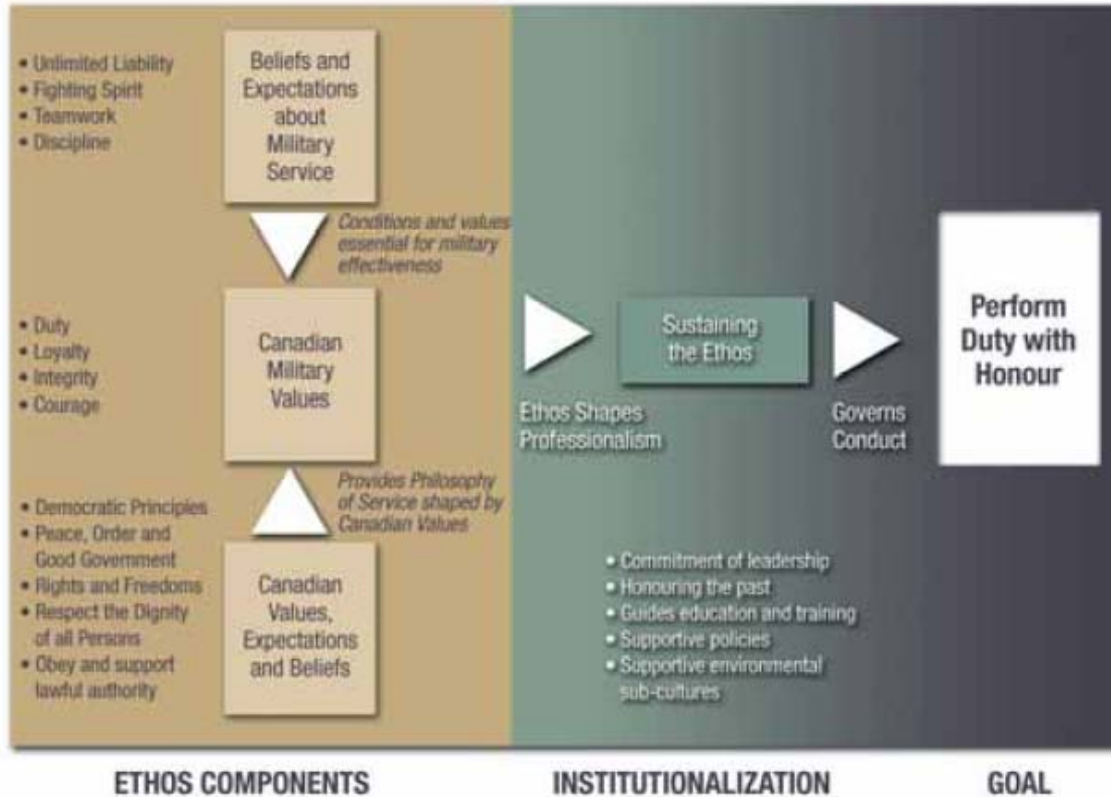 • Unlimited Liability
• Fighting Spirit
• Teamwork
• Discipline
Beliefs and
Expectations
about
Military
Service
Conditions and values
essential for military
effectiveness
• Duty
• Loyalty
• Integrity
• Courage
Canadian
Military
Values
Provides Philosophy
of Service shaped by
Canadian Values
• Democratic Principles
• Peace, Order and
Good Government
• Rights and Freedoms
• Respect the Dignity
of all Persons
• Obey and support
lawful authority
Canadian
Values,
Expectations
and Beliefs
Ethos Shapes
Professionalism
Sustaining
the Ethos
Governs
Conduct
• Commitment of leadership
• Honouring the past
• Guides education and training
• Supportive policies
• Supportive environmental
sub-cultures
Perform
Duty with
Honour
ETHOS COMPONENTS
INSTITUTIONALIZATION
GOAL